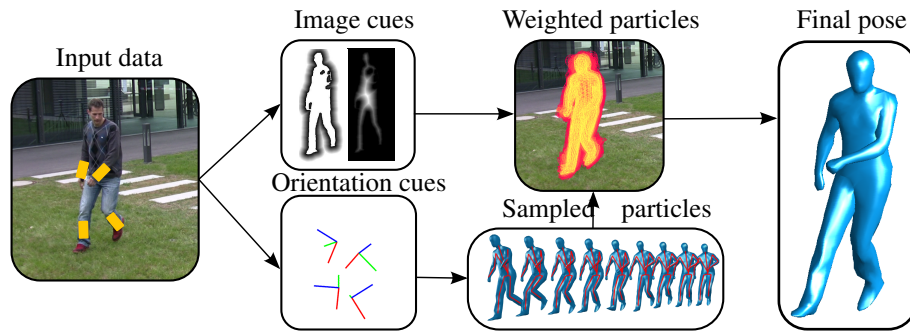 Input data
Image cues
Orientation cues
Weighted particles
Sampled particles
Final pose